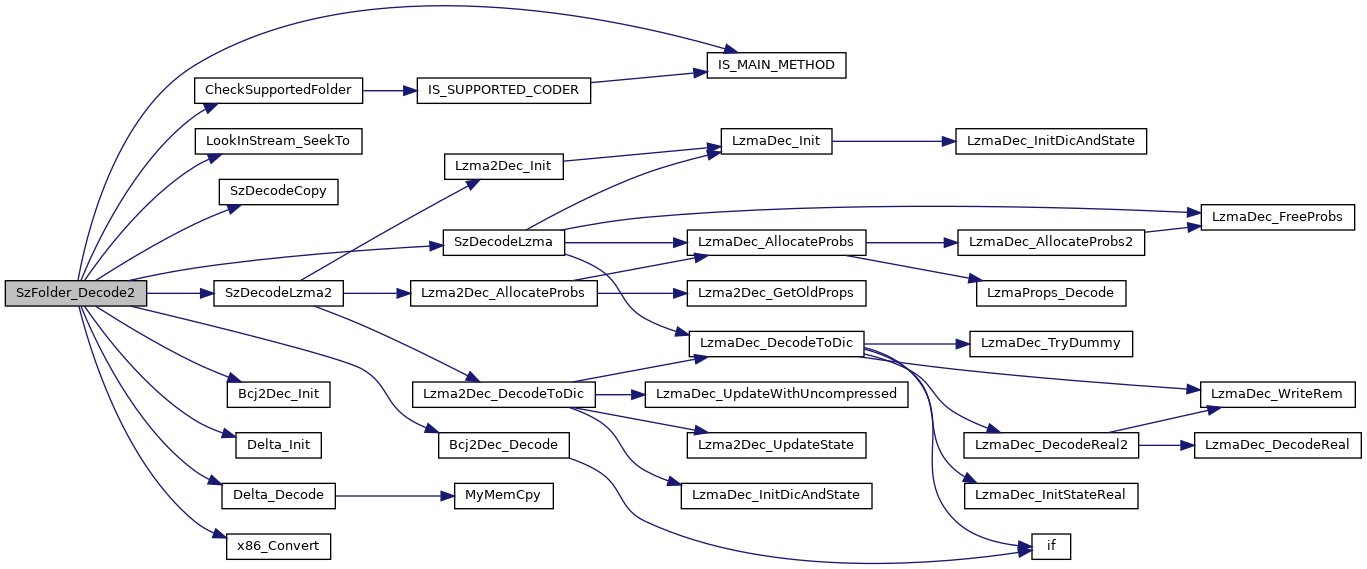 IS_MAIN_METHOD
CheckSupportedFolder
IS_SUPPORTED_CODER
LookInStream_SeekTo
LzmaDec_Init
LzmaDec_InitDicAndState
Lzma2Dec_Init
SzDecodeCopy
LzmaDec_FreeProbs
SzDecodeLzma
LzmaDec_AllocateProbs
LzmaDec_AllocateProbs2
SzFolder_Decode2
SzDecodeLzma2
Lzma2Dec_AllocateProbs
Lzma2Dec_GetOldProps
LzmaProps_Decode
LzmaDec_DecodeToDic
LzmaDec_TryDummy
Bcj2Dec_Init
Lzma2Dec_DecodeToDic
LzmaDec_UpdateWithUncompressed
LzmaDec_WriteRem
Delta_Init
Bcj2Dec_Decode
Lzma2Dec_UpdateState
LzmaDec_DecodeReal2
LzmaDec_DecodeReal
Delta_Decode
MyMemCpy
LzmaDec_InitDicAndState
LzmaDec_InitStateReal
x86_Convert
if